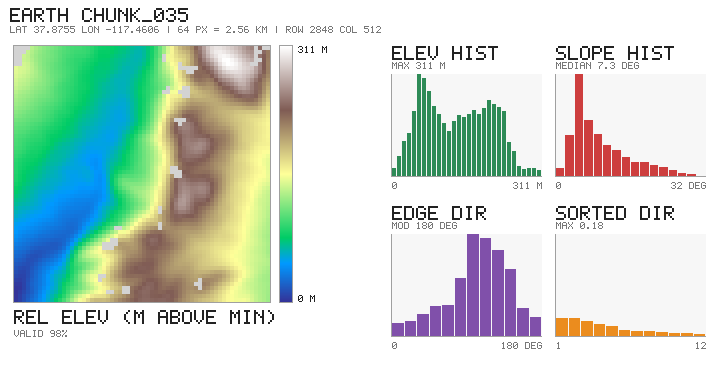 EARTH CHUNK_035
LAT 37.8755 LON -117.4606 | 64 PX = 2.56 KM | ROW 2848 COL 512
311 M
0 M
REL ELEV (M ABOVE MIN)
VALID 98%
ELEV HIST
MAX 311 M
0 311 M
SLOPE HIST
MEDIAN 7.3 DEG
0 32 DEG
EDGE DIR
MOD 180 DEG
0 180 DEG
SORTED DIR
MAX 0.18
1 12